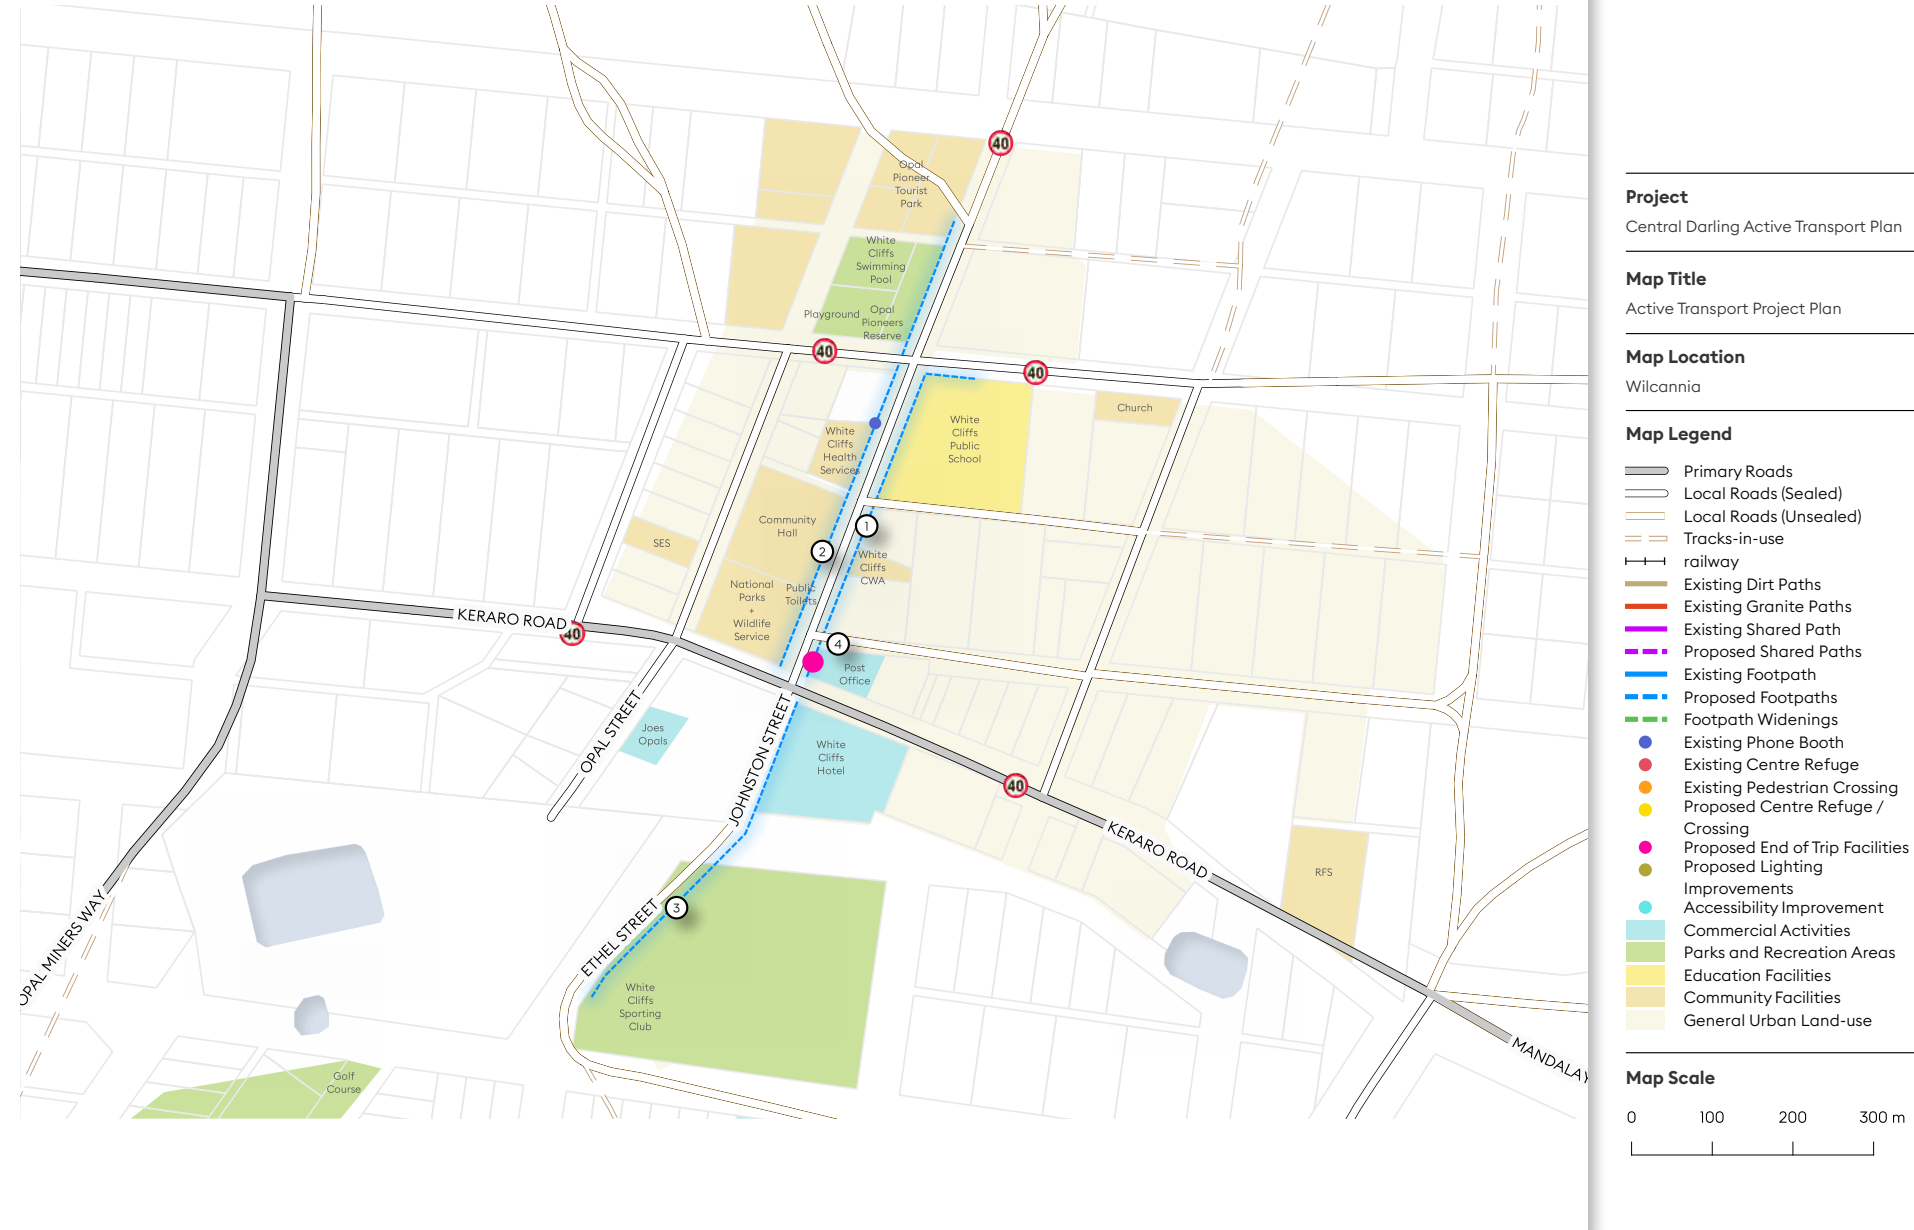 40
Opal
Pioneer
Tourist
Park
White
Cliffs
Swimming
Pool
Playground
Opal
Pioneers
Reserve
40
40
White
Cliffs
Public
School
Church
White
Cliffs
Health
Services
Community
Hall
SES
1
2
White
Cliffs
CWA
National
Parks
+
Wildlife
Service
Public
Toilets
KERARO ROAD
40
4
Post
Office
OPAL STREET
Joes
Opals
JOHNSTON STREET
White
Cliffs
Hotel
40
KERARO ROAD
RFS
3
ETHEL STREET
White
Cliffs
Sporting
Club
OPAL MINERS WAY
Golf
Course
MANDALAY
Project
Central Darling Active Transport Plan
Map Title
Active Transport Project Plan
Map Location
Wilcannia
Map Legend
Primary Roads
Local Roads (Sealed)
Local Roads (Unsealed)
Tracks-in-use
railway
Existing Dirt Paths
Existing Granite Paths
Existing Shared Path
Proposed Shared Paths
Existing Footpath
Proposed Footpaths
Footpath Widenings
Existing Phone Booth
Existing Centre Refuge
Existing Pedestrian Crossing
Proposed Centre Refuge /
Crossing
Proposed End of Trip Facilities
Proposed Lighting
Improvements
Accessibility Improvement
Commercial Activities
Parks and Recreation Areas
Education Facilities
Community Facilities
General Urban Land-use
Map Scale
0 100 200 300 m